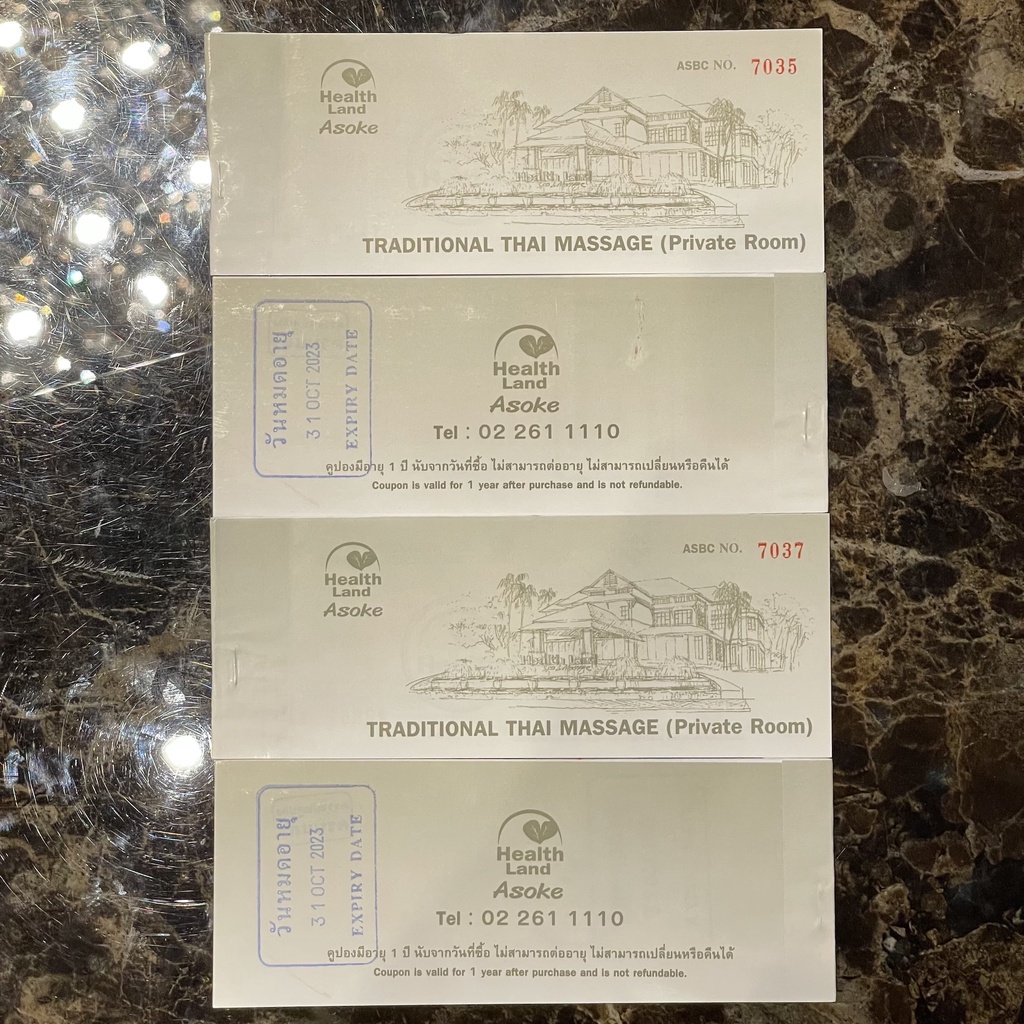 Health
Land
Asoke
ASBC NO. 7035
Health Land
TRADITIONAL THAI MASSAGE (Private Room)
วันหมดอายุ
31 OCT 2023
EXPIRY DATE
Health
Land
Asoke
Tel : 02 261 1110
คูปองมีอายุ 1 ปี นับจากวันที่ซื้อ ไม่สามารถต่ออายุ ไม่สามารถเปลี่ยนหรือคืนได้
Coupon is valid for 1 year after purchase and is not refundable.
Health
Land
Asoke
ASBC NO. 7037
Health Land
TRADITIONAL THAI MASSAGE (Private Room)
วันหมดอายุ
31 OCT 2023
EXPIRY DATE
Health
Land
Asoke
Tel : 02 261 1110
คูปองมีอายุ 1 ปี นับจากวันที่ซื้อ ไม่สามารถต่ออายุ ไม่สามารถเปลี่ยนหรือคืนได้
Coupon is valid for 1 year after purchase and is not refundable.